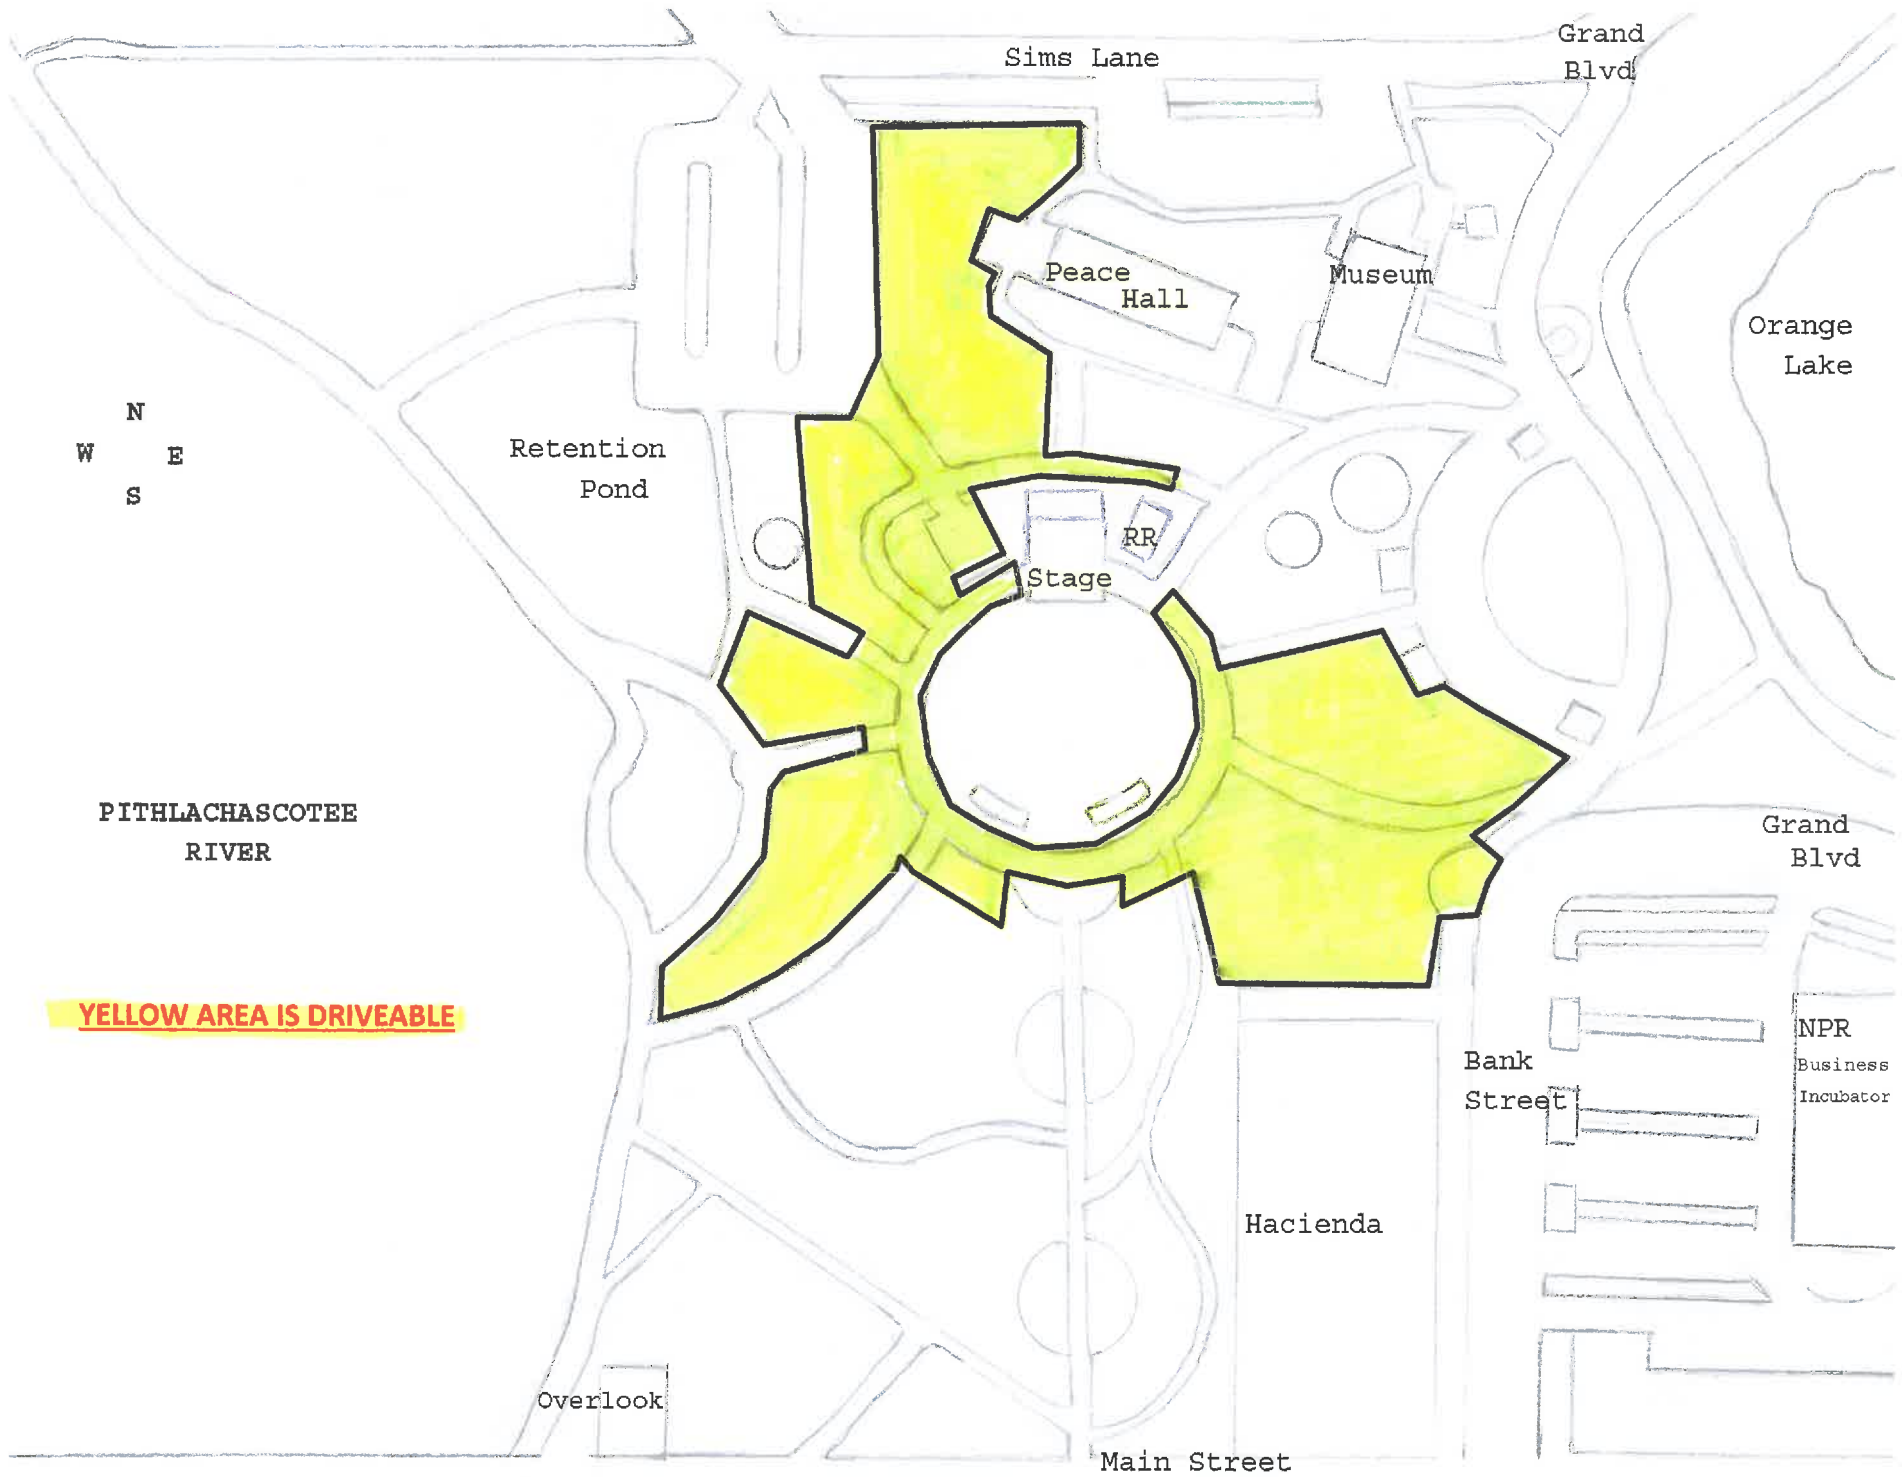 Grand
Blvd
Sims Lane
Peace
Hall
Museum
Orange
Lake
N
W E
S
Retention
Pond
RR
Stage
PITHLACHASCOTEE
RIVER
Grand
Blvd
YELLOW AREA IS DRIVEABLE
NPR
Business
Incubator
Bank
Street
Hacienda
Overlook
Main Street